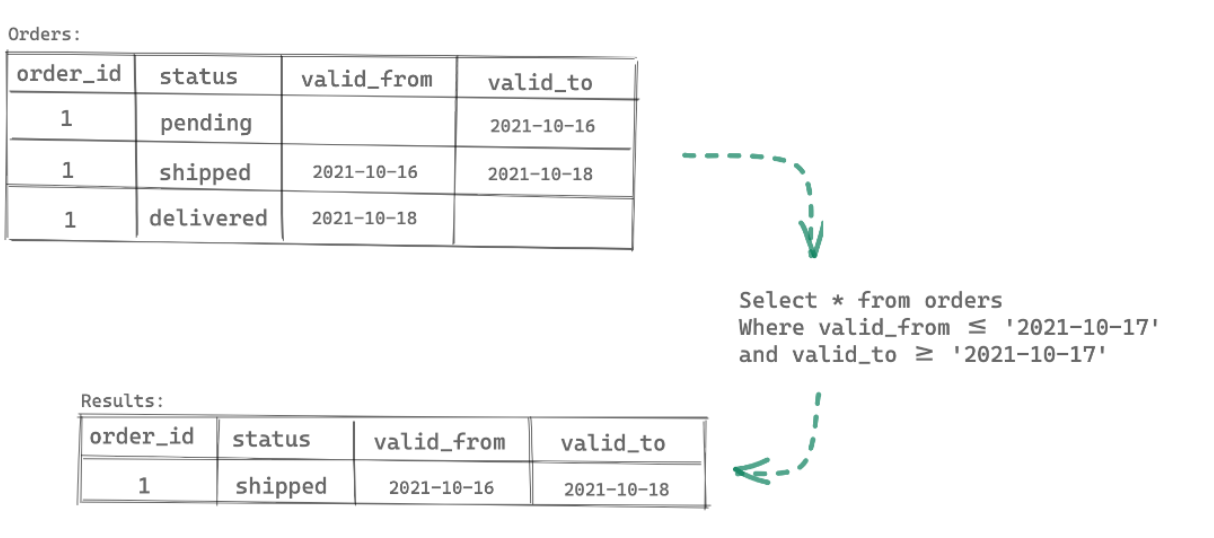 Orders:
order_id status valid_from valid_to
1 pending 2021-10-16
1 shipped 2021-10-16 2021-10-18
1 delivered 2021-10-18
Select * from orders
Where valid_from ≤ '2021-10-17'
and valid_to ≥ '2021-10-17'
Results:
order_id status valid_from valid_to
1 shipped 2021-10-16 2021-10-18